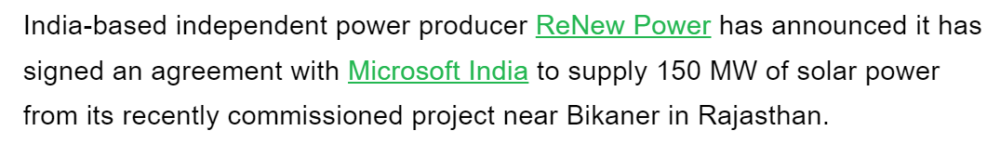 India-based independent power producer ReNew Power has announced it has
signed an agreement with Microsoft India to supply 150 MW of solar power
from its recently commissioned project near Bikaner in Rajasthan.